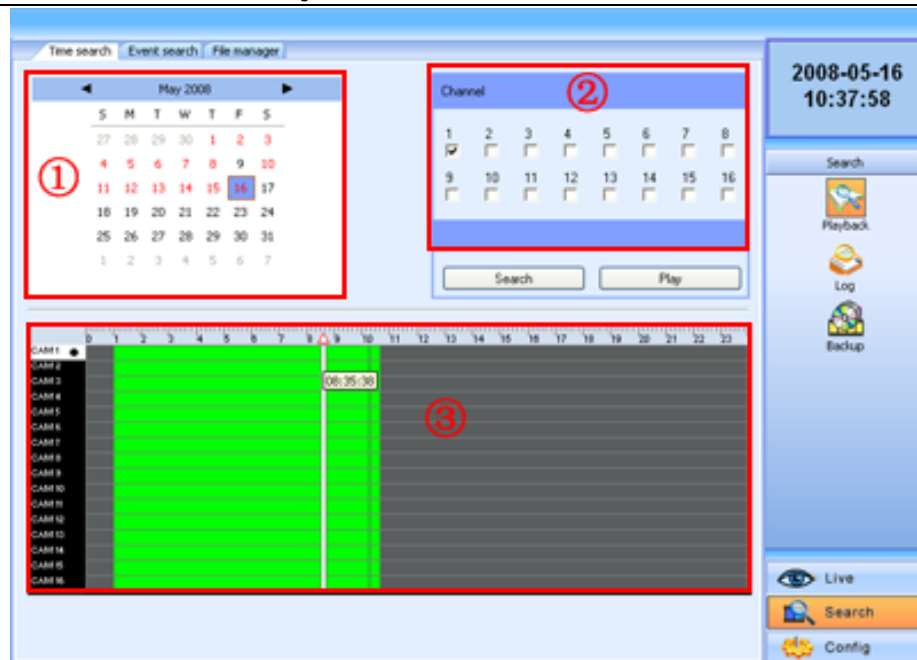 Time search Event search File manager
2008-05-16
10:37:58
May 2008
S M T W T F S
27 28 29 30 1 2 3
4 5 6 7 8 9 10
11 12 13 14 15 16 17
18 19 20 21 22 23 24
25 26 27 28 29 30 31
1 2 3 4 5 6 7
①
Channel
②
1 2 3 4 5 6 7 8
9 10 11 12 13 14 15 16
Search Play
Search
Playback
Log
Backup
0 1 2 3 4 5 6 7 8 9 10 11 12 13 14 15 16 17 18 19 20 21 22 23
CAM 1
CAM 2
CAM 3
CAM 4
CAM 5
CAM 6
CAM 7
CAM 8
CAM 9
CAM 10
CAM 11
CAM 12
CAM 13
CAM 14
CAM 15
CAM 16
08:35:38
③
Live
Search
Config